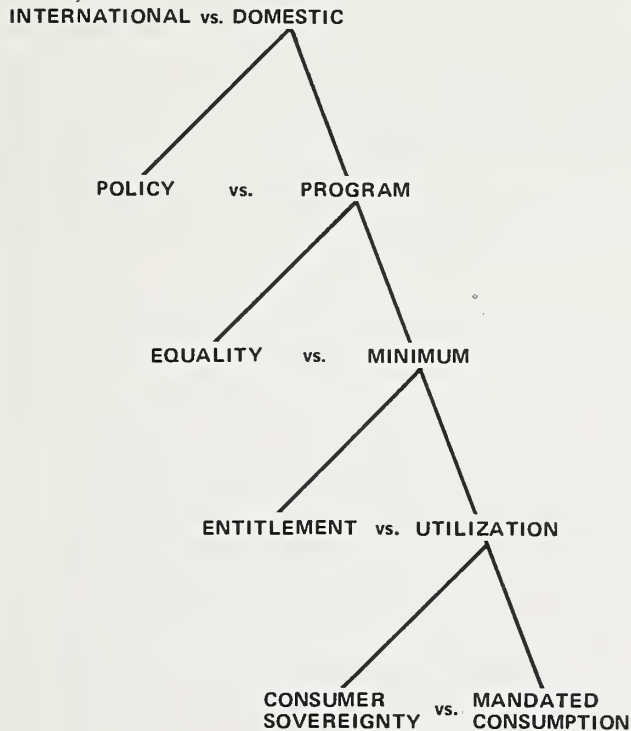 INTERNATIONAL vs. DOMESTIC
POLICY vs. PROGRAM
EQUALITY vs. MINIMUM
ENTITLEMENT vs. UTILIZATION
CONSUMER SOVEREIGNTY vs. MANDATED CONSUMPTION